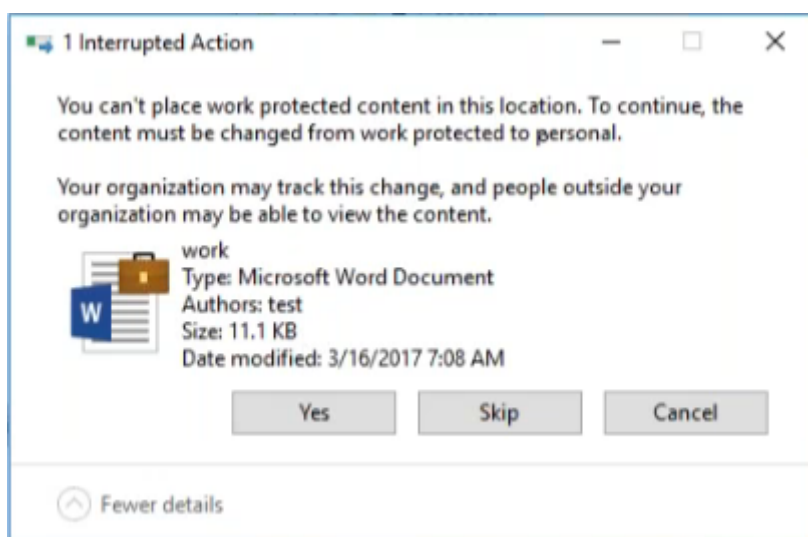 1 Interrupted Action
You can't place work protected content in this location. To continue, the
content must be changed from work protected to personal.
Your organization may track this change, and people outside your
organization may be able to view the content.
work
Type: Microsoft Word Document
W
Authors: test
Size: 11.1 KB
Date modified: 3/16/2017 7:08 AM
Yes Skip Cancel
Fewer details